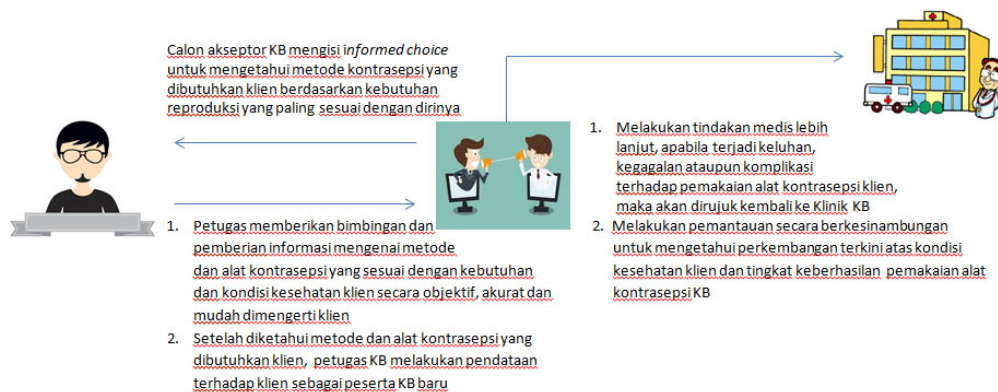 Calon akseptor KB mengisi informed choice
untuk mengetahui metode kontrasepsi yang
dibutuhkan klien berdasarkan kebutuhan
reproduksi yang paling sesuai dengan dirinya
1. Petugas memberikan bimbingan dan
pemberian informasi mengenai metode
dan alat kontrasepsi yang sesuai dengan kebutuhan
dan kondisi kesehatan klien secara objektif, akurat dan
mudah dimengerti klien
2. Setelah diketahui metode dan alat kontrasepsi yang
dibutuhkan klien, petugas KB melakukan pendataan
terhadap klien sebagai peserta KB baru
1. Melakukan tindakan medis lebih
lanjut, apabila terjadi keluhan,
kegagalan ataupun komplikasi
terhadap pemakaian alat kontrasepsi klien,
maka akan dirujuk kembali ke Klinik KB
2. Melakukan pemantauan secara berkesinambungan
untuk mengetahui perkembangan terkini atas kondisi
kesehatan klien dan tingkat keberhasilan pemakaian alat
kontrasepsi KB